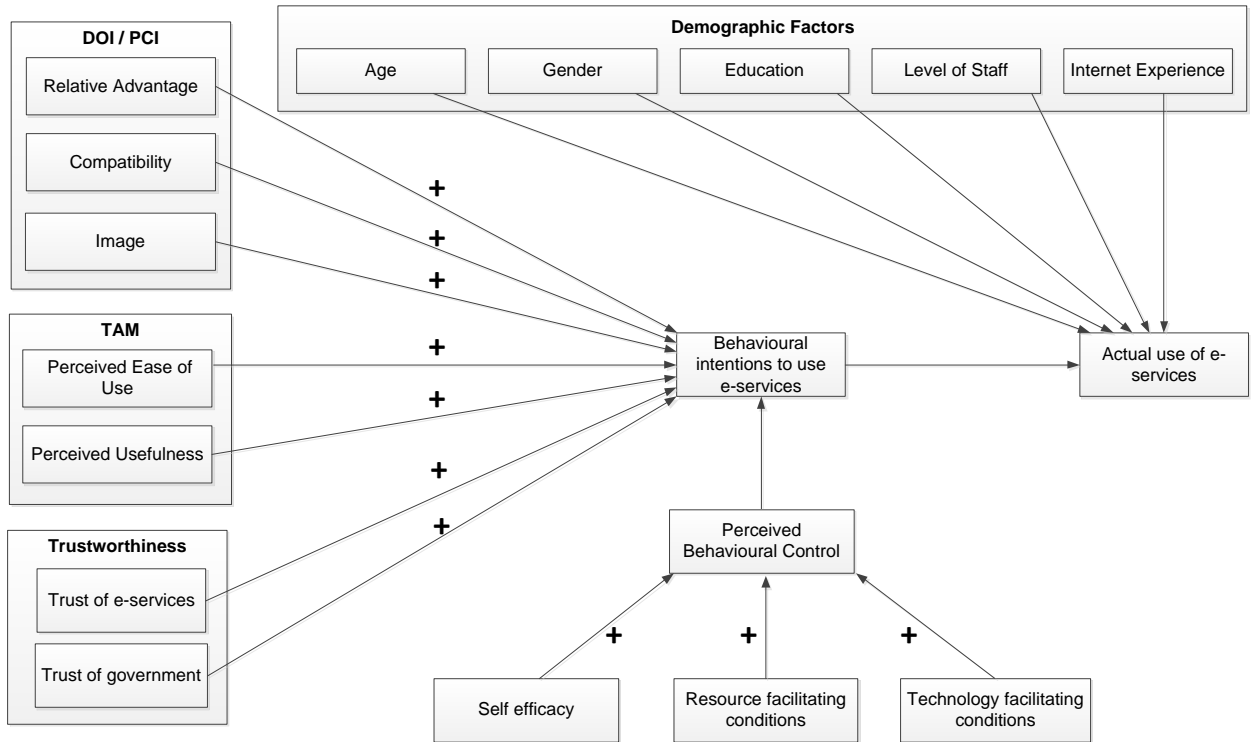 DOI / PCI
Relative Advantage
Compatibility
Image
Demographic Factors
Age
Gender
Education
Level of Staff
Internet Experience
+
+
+
TAM
Perceived Ease of
Use
Perceived Usefulness
+
+
Behavioural
intentions to use
e-services
Actual use of e-
services
Trustworthiness
Trust of e-services
Trust of government
+
+
Perceived
Behavioural Control
+
+
+
Self efficacy
Resource facilitating
conditions
Technology facilitating
conditions